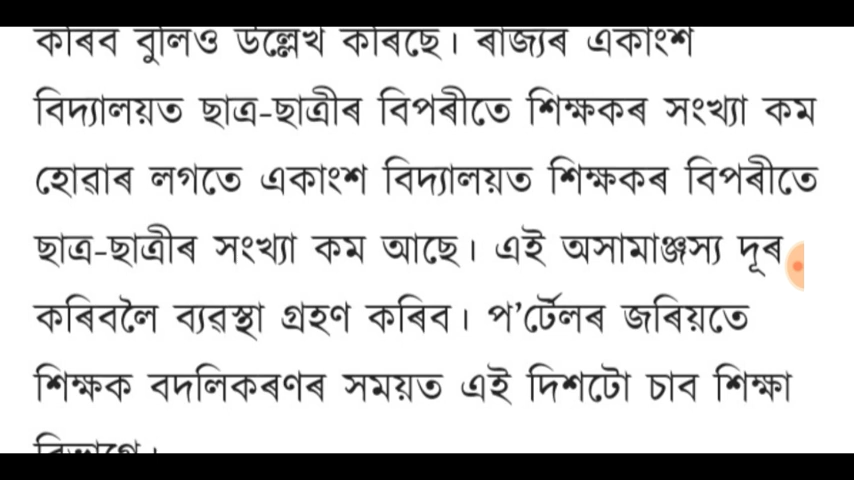 কৰিব বুলিও উল্লেখ কৰিছে। ৰাজ্যৰ একাংশ
বিদ্যালয়ত ছাত্ৰ-ছাত্ৰীৰ বিপৰীতে শিক্ষকৰ সংখ্যা কম
হোৱাৰ লগতে একাংশ বিদ্যালয়ত শিক্ষকৰ বিপৰীতে
ছাত্ৰ-ছাত্ৰীৰ সংখ্যা কম আছে। এই অসামাঞ্জস্য দূৰ
কৰিবলৈ ব্যৱস্থা গ্ৰহণ কৰিব। প’ৰ্টেলৰ জৰিয়তে
শিক্ষক বদলিকৰণৰ সময়ত এই দিশটো চাব শিক্ষা
বিভাগে।